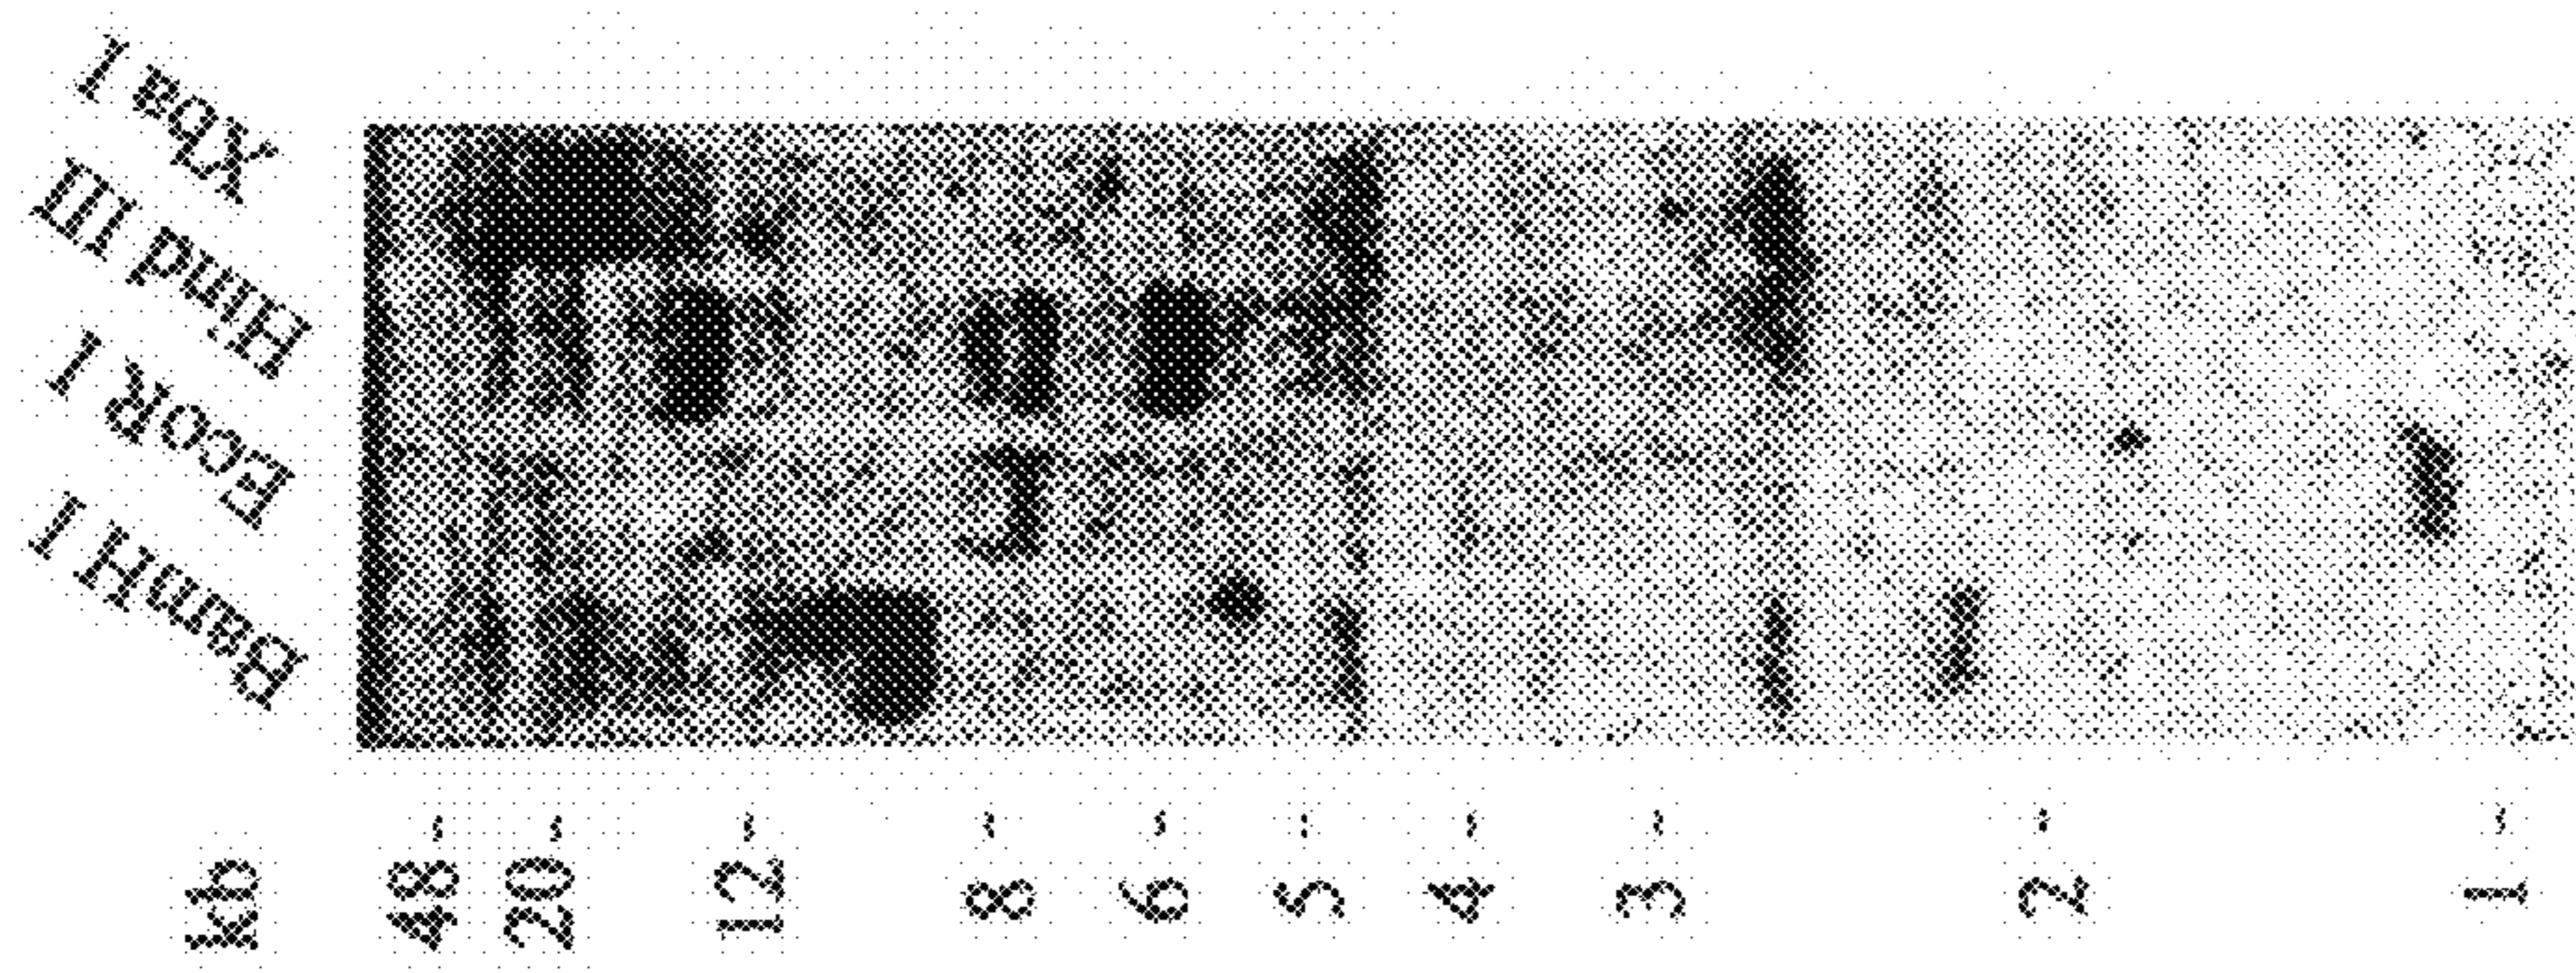 kb
48-
20-
12-
8-
6-
5-
4-
3-
2-
1-
BamH I
EcoR I
Hind III
Xba I